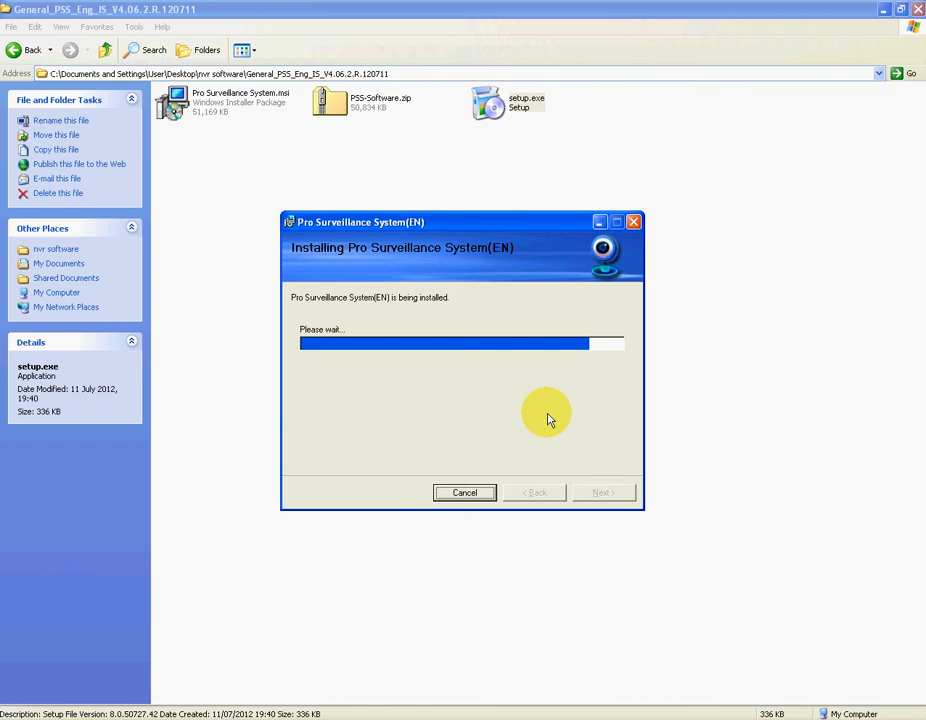 General_PSS_Eng_IS_V4.06.2.R.120711
File Edit View Favorites Tools Help
Back Search Folders
Address C:\Documents and Settings\User\Desktop\nvr software\General_PSS_Eng_IS_V4.06.2.R.120711 Go
File and Folder Tasks
Rename this file
Move this file
Copy this file
Publish this file to the Web
E-mail this file
Delete this file
Other Places
nvr software
My Documents
Shared Documents
My Computer
My Network Places
Details
setup.exe
Application
Date Modified: 11 July 2012,
19:40
Size: 336 KB
Pro Surveillance System.msi
Windows Installer Package
51,169 KB
PSS-Software.zip
50,834 KB
setup.exe
Setup
Pro Surveillance System(EN)
Installing Pro Surveillance System(EN)
Pro Surveillance System(EN) is being installed.
Please wait...
Cancel < Back Next >
Description: Setup File Version: 8.0.50727.42 Date Created: 11/07/2012 19:40 Size: 336 KB 336 KB My Computer